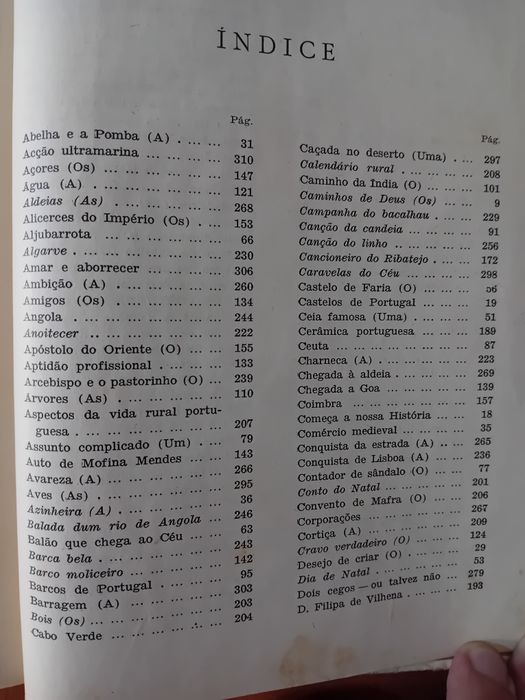 ÍNDICE
Pág.
Abelha e a Pomba (A) . ... ... 31
Acção ultramarina ... ... ... ... 310
Açores (Os) ... ... ... ... ... ... 147
Água (A) . ... ... ... ... ... ... 121
Aldeias (As) . ... ... ... ... ... 268
Alicerces do Império (Os) . ... 153
Aljubarrota ... ... ... ... ... ... 66
Algarve . ... ... ... ... ... ... ... 230
Amar e aborrecer ... ... ... ... 306
Ambição (A) . ... ... ... ... ... 260
Amigos (Os) . ... ... ... ... ... 134
Angola . ... ... ... ... ... ... ... 244
Anoitecer .. ... ... ... ... ... ... 222
Apóstolo do Oriente (O) ... ... 155
Aptidão profissional . ... ... ... 133
Arcebispo e o pastorinho (O) ... 239
Árvores (As) . ... ... ... ... ... 110
Aspectos da vida rural portu-
guesa . ... ... ... ... ... ... ... 207
Assunto complicado (Um) . ... 79
Auto de Mofina Mendes ... ... 143
Avareza (A) ... ... ... ... ... ... 266
Aves (As) . ... ... ... ... ... ... 295
Azinheira (A) . ... ... ... ... ... 36
Balada dum rio de Angola ... 246
Balão que chega ao Céu ... ... 63
Barca bela . ... ... ... ... ... ... 243
Barco moliceiro ... ... ... ... ... 142
Barcos de Portugal ... ... ... ... 95
Barragem (A) ... ... ... ... ... 303
Bois (Os) ... ... ... ... ... ... ... 203
Cabo Verde ... ... ... ... ... ... 204
Pág.
Caçada no deserto (Uma) . ... 297
Calendário rural . ... ... ... ... 208
Caminho da Índia (O) ... ... ... 101
Caminhos de Deus (Os) ... ... 9
Campanha do bacalhau . ... ... 229
Canção da candeia ... ... ... ... 91
Canção do linho .. ... ... ... ... 256
Cancioneiro do Ribatejo . ... ... 172
Caravelas do Céu ... ... ... ... 298
Castelo de Faria (O) ... ... ... 56
Castelos de Portugal ... ... ... 19
Ceia famosa (Uma) . ... ... ... 51
Cerâmica portuguesa ... ... ... 189
Ceuta ... ... ... ... ... ... ... ... 87
Charneca (A) . ... ... ... ... ... 223
Chegada à aldeia . ... ... ... ... 269
Chegada a Goa ... ... ... ... ... 139
Coimbra ... ... ... ... ... ... ... 157
Começa a nossa História ... ... 18
Comércio medieval ... ... ... ... 35
Conquista da estrada (A) .. ... 265
Conquista de Lisboa (A) ... ... 236
Contador de sândalo (O) ... ... 77
Conto do Natal ... ... ... ... ... 201
Convento de Mafra (O) ... ... 206
Corporações ... ... ... ... ... ... 267
Cortiça (A) ... ... ... ... ... ... 209
Cravo verdadeiro (O) ... ... ... 124
Desejo de criar (O) . ... ... ... 29
Dia de Natal . ... ... ... ... ... 53
Dois cegos — ou talvez não ... 279
D. Filipa de Vilhena . ... ... ... 193